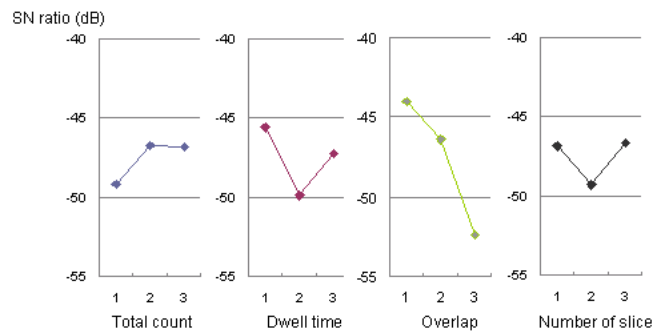 SN ratio (dB)
-40 -40 -40 -40
-45 -45 -45 -45
-50 -50 -50 -50
-55 -55 -55 -55
1 2 3 1 2 3 1 2 3 1 2 3
Total count Dwell time Overlap Number of slice